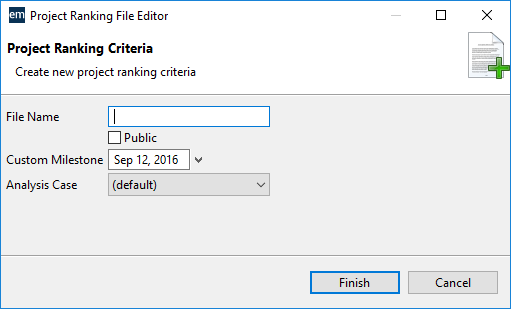 em Project Ranking File Editor
Project Ranking Criteria
Create new project ranking criteria
File Name
Public
Custom Milestone Sep 12, 2016
Analysis Case (default)
Finish Cancel